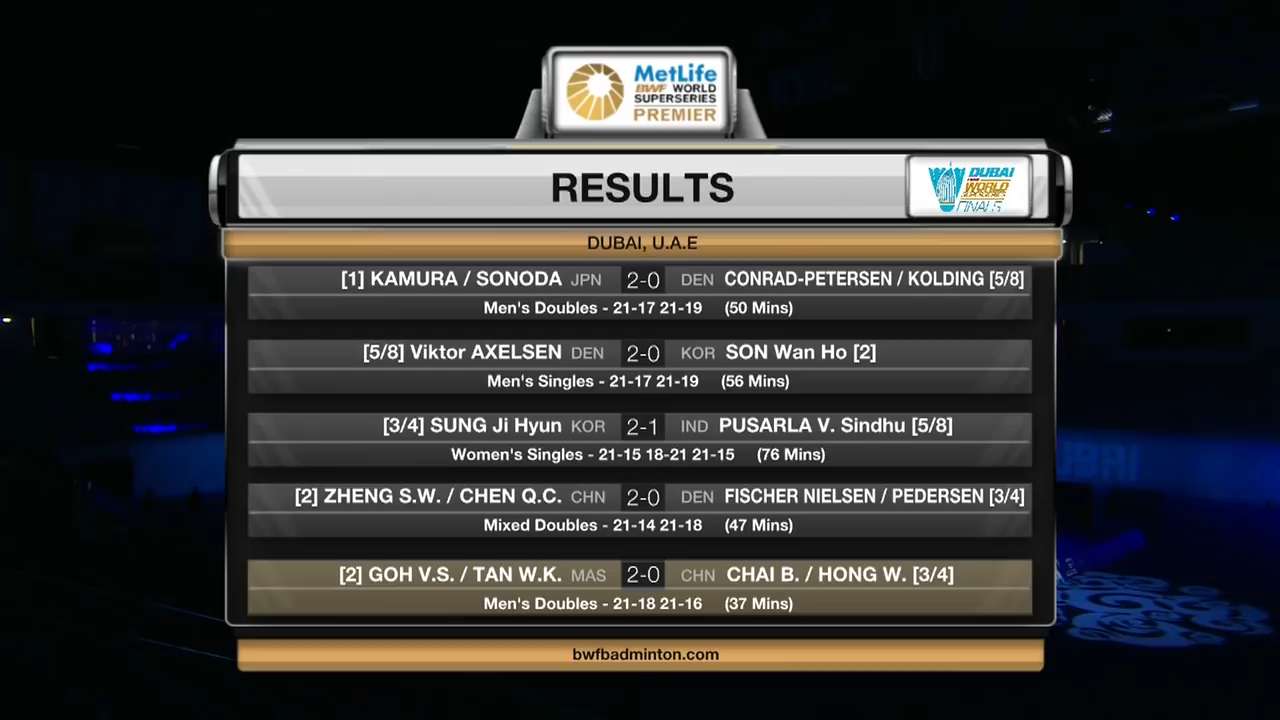 MetLife
BWF WORLD
SUPERSERIES
PREMIER
RESULTS
DUBAI
WORLD
FINALS
DUBAI, U.A.E
[1] KAMURA / SONODA JPN 2-0 DEN CONRAD-PETERSEN / KOLDING [5/8]
Men's Doubles - 21-17 21-19 (50 Mins)
[5/8] Viktor AXELSEN DEN 2-0 KOR SON Wan Ho [2]
Men's Singles - 21-17 21-19 (56 Mins)
[3/4] SUNG Ji Hyun KOR 2-1 IND PUSARLA V. Sindhu [5/8]
Women's Singles - 21-15 18-21 21-15 (76 Mins)
[2] ZHENG S.W. / CHEN Q.C. CHN 2-0 DEN FISCHER NIELSEN / PEDERSEN [3/4]
Mixed Doubles - 21-14 21-18 (47 Mins)
[2] GOH V.S. / TAN W.K. MAS 2-0 CHN CHAI B. / HONG W. [3/4]
Men's Doubles - 21-18 21-16 (37 Mins)
bwfbadminton.com